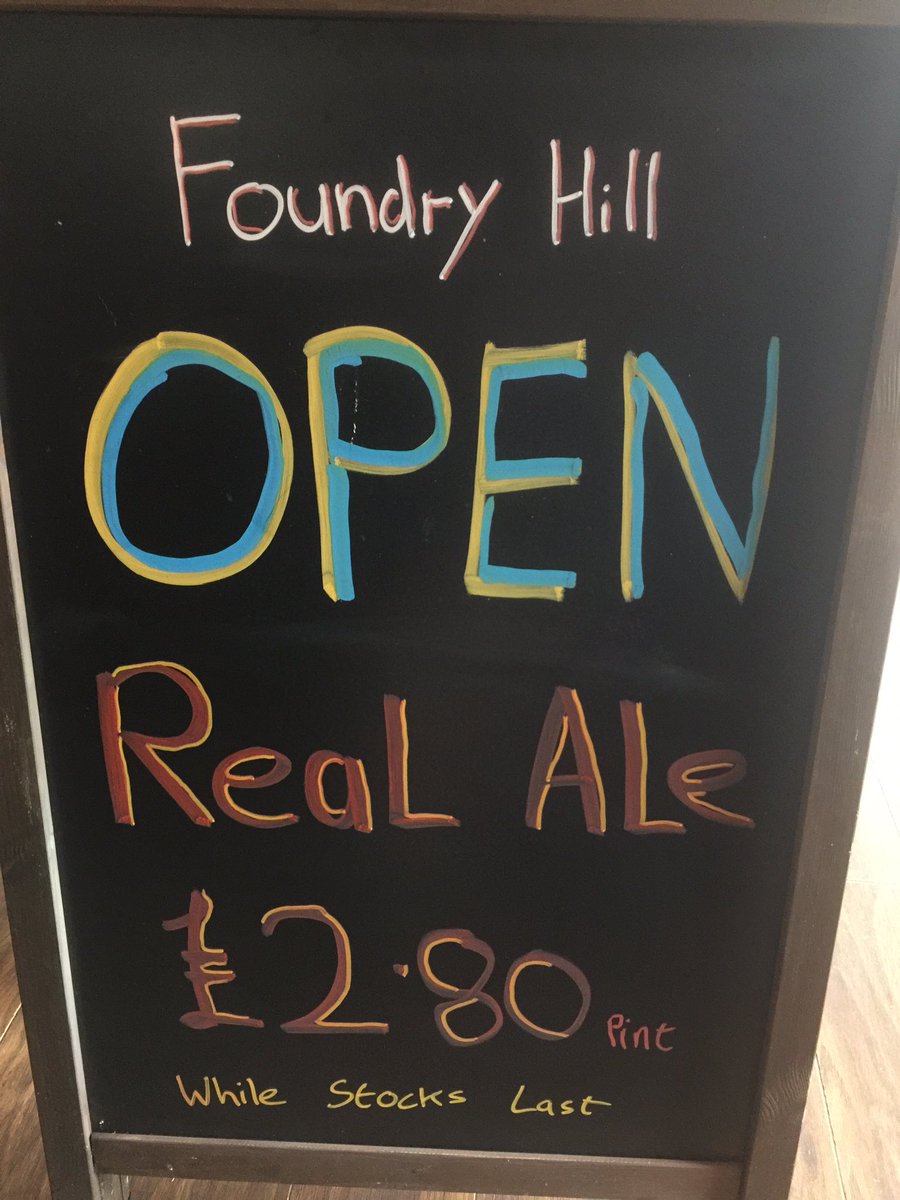 Foundry Hill
OPEN
ReaL ALe
£2.80 Pint
While Stocks Last